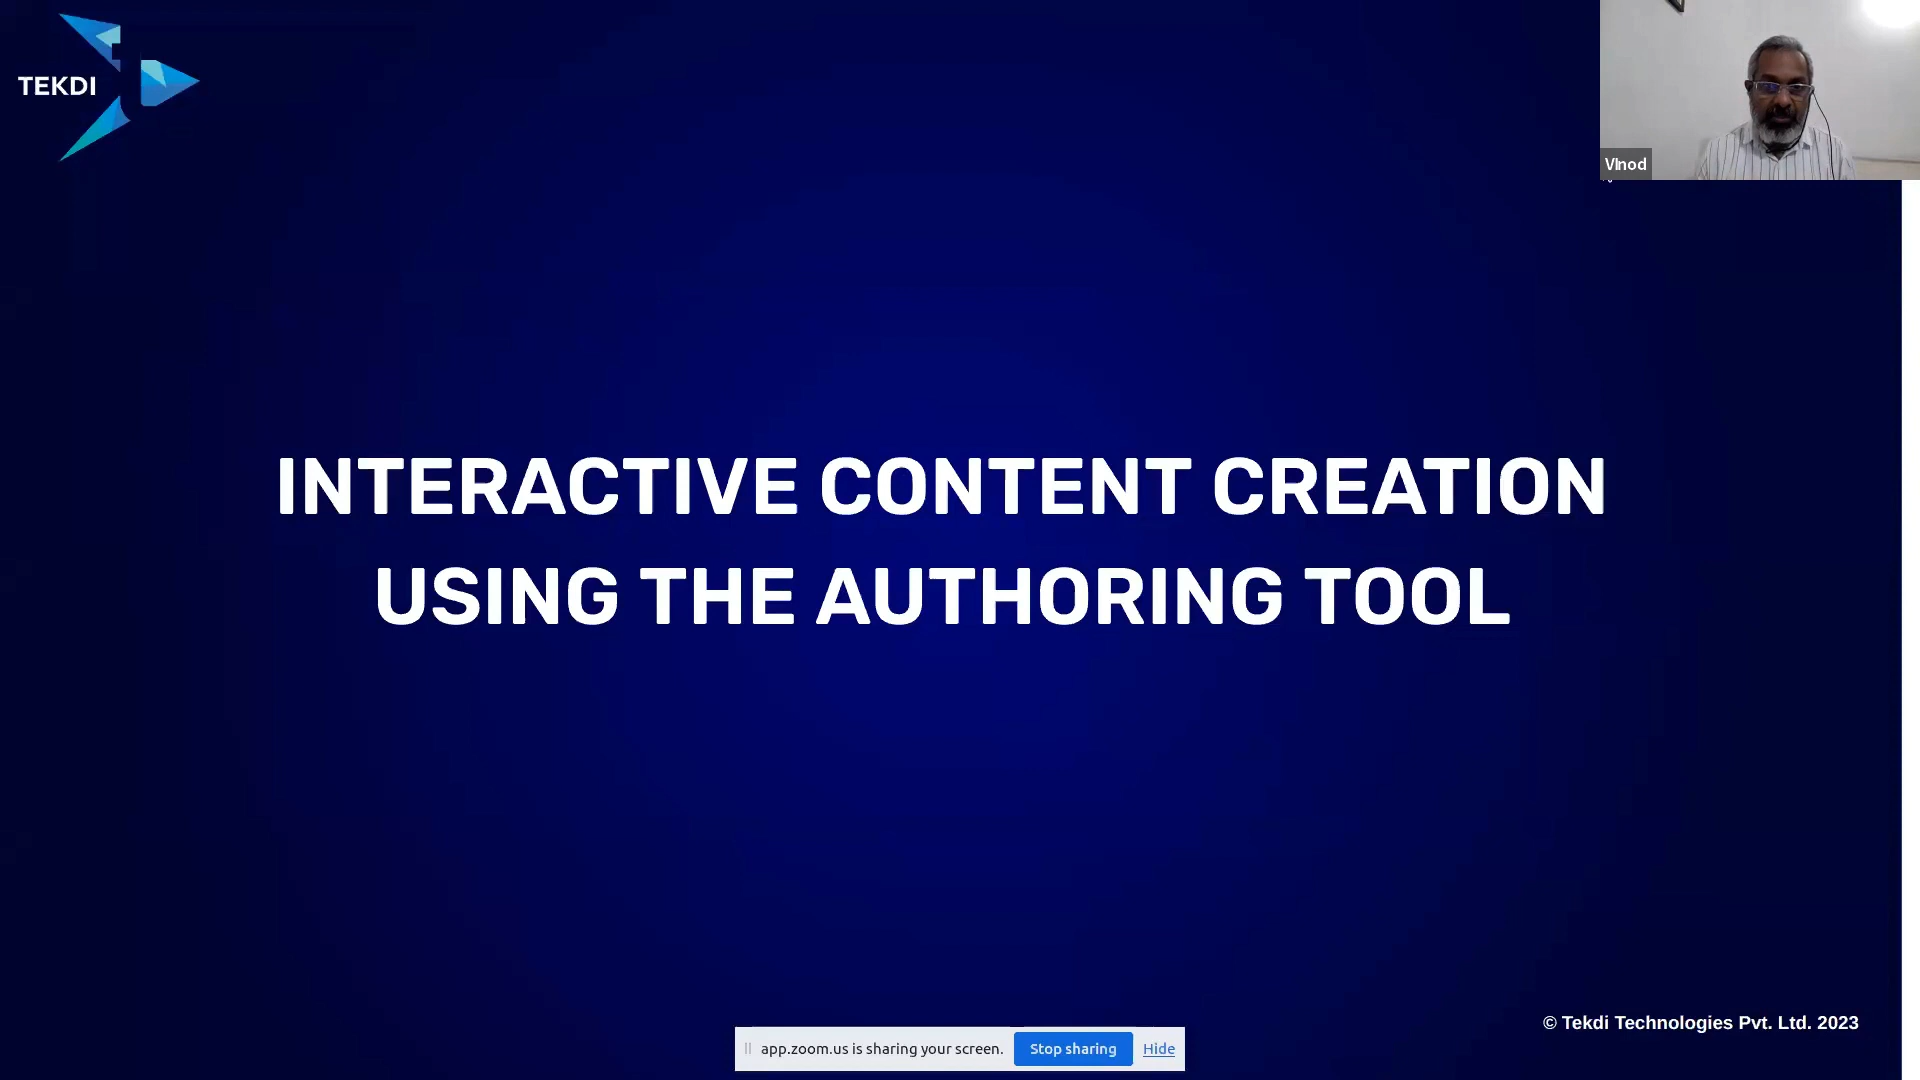 TEKDI
VInod
INTERACTIVE CONTENT CREATION
USING THE AUTHORING TOOL
© Tekdi Technologies Pvt. Ltd. 2023
app.zoom.us is sharing your screen. Stop sharing Hide